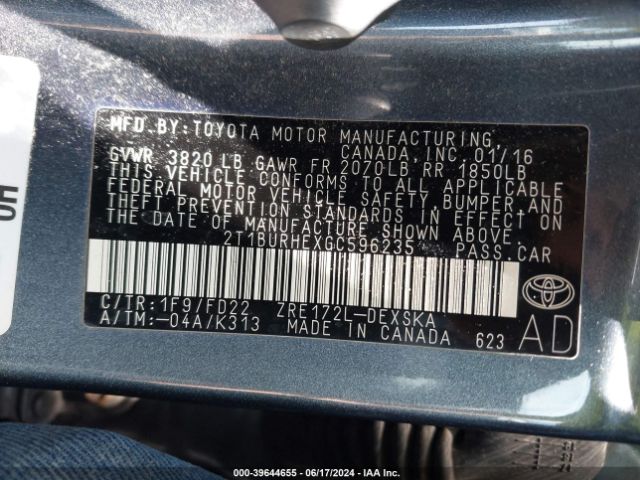 MFD.BY:TOYOTA MOTOR MANUFACTURING,
CANADA, INC. 01/16
GVWR 3820 LB GAWR FR 2070LB RR 1850LB
THIS VEHICLE CONFORMS TO ALL APPLICABLE
FEDERAL MOTOR VEHICLE SAFETY, BUMPER AND
THEFT PREVENTION STANDARDS IN EFFECT ON
THE DATE OF MANUFACTURE SHOWN ABOVE.
2T1BURHEXGC596235 PASS.CAR
C/TR:1F9/FD22 ZRE172L-DEXSKA
A/TM:-04A/K313 MADE IN CANADA 623
AD
000-39644655 - 06/17/2024 - IAA Inc.